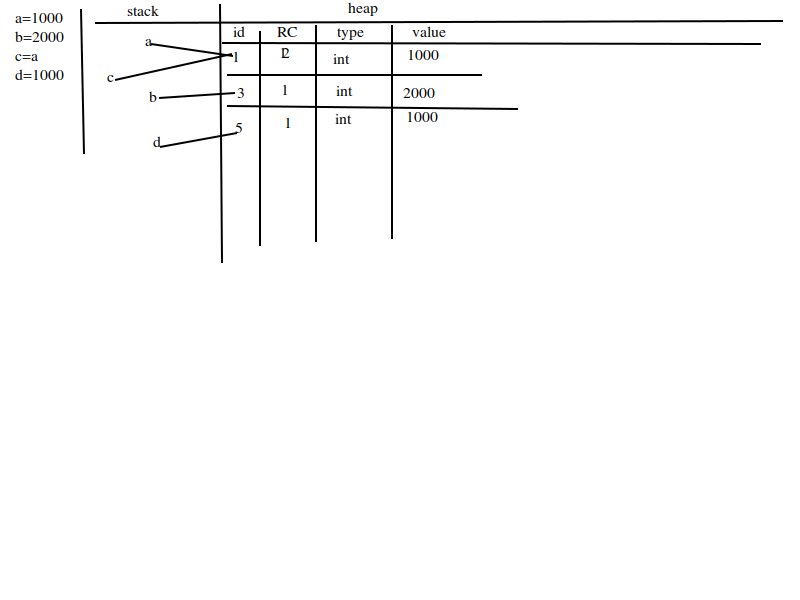 a=1000
b=2000
c=a
d=1000
stack
heap
id RC type value
a
1 2 int 1000
c
b
3 1 int 2000
d
5 1 int 1000